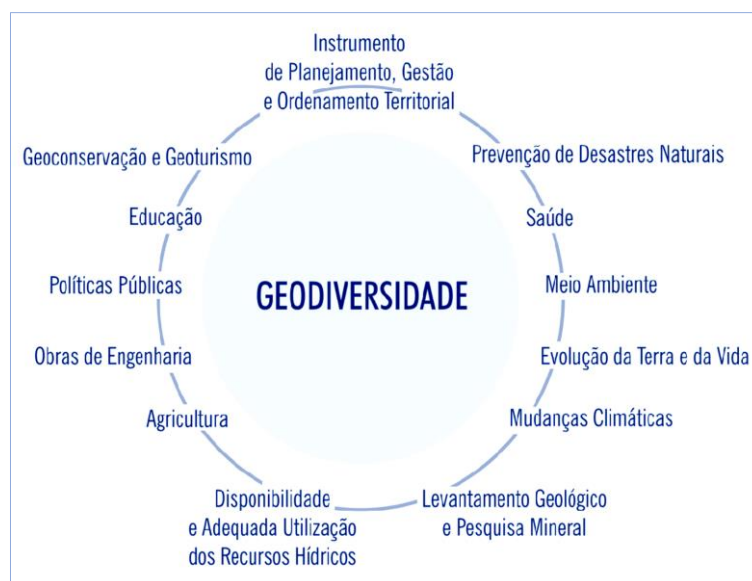 Instrumento
de Planejamento, Gestão
e Ordenamento Territorial
Geoconservação e Geoturismo
Prevenção de Desastres Naturais
Educação
Saúde
Políticas Públicas
GEODIVERSIDADE
Meio Ambiente
Obras de Engenharia
Evolução da Terra e da Vida
Agricultura
Mudanças Climáticas
Disponibilidade
e Adequada Utilização
dos Recursos Hídricos
Levantamento Geológico
e Pesquisa Mineral